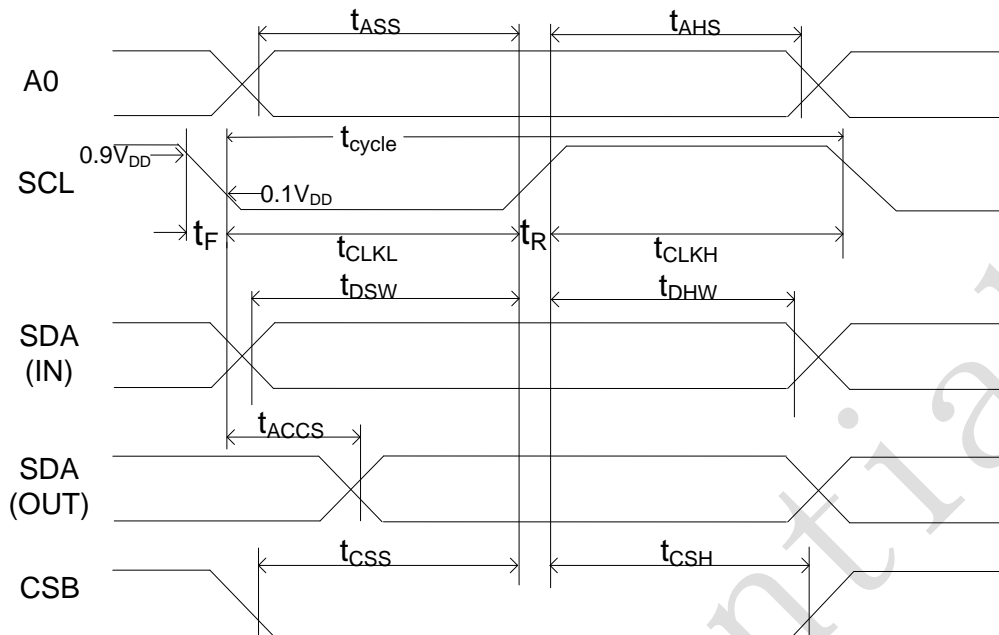 tASS tAHS
A0
tcycle
0.9VDD
SCL
0.1VDD
tF tCLKL tR tCLKH
tDSW tDHW
SDA
(IN)
tACCS
SDA
(OUT)
tCSS tCSH
CSB
ntial